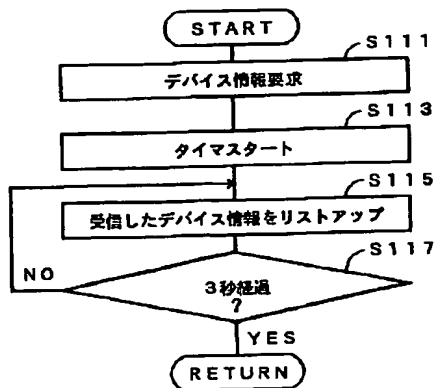 START
S111
デバイス情報要求
S113
タイマスタート
S115
受信したデバイス情報をリストアップ
S117
NO
3秒経過
?
YES
RETURN